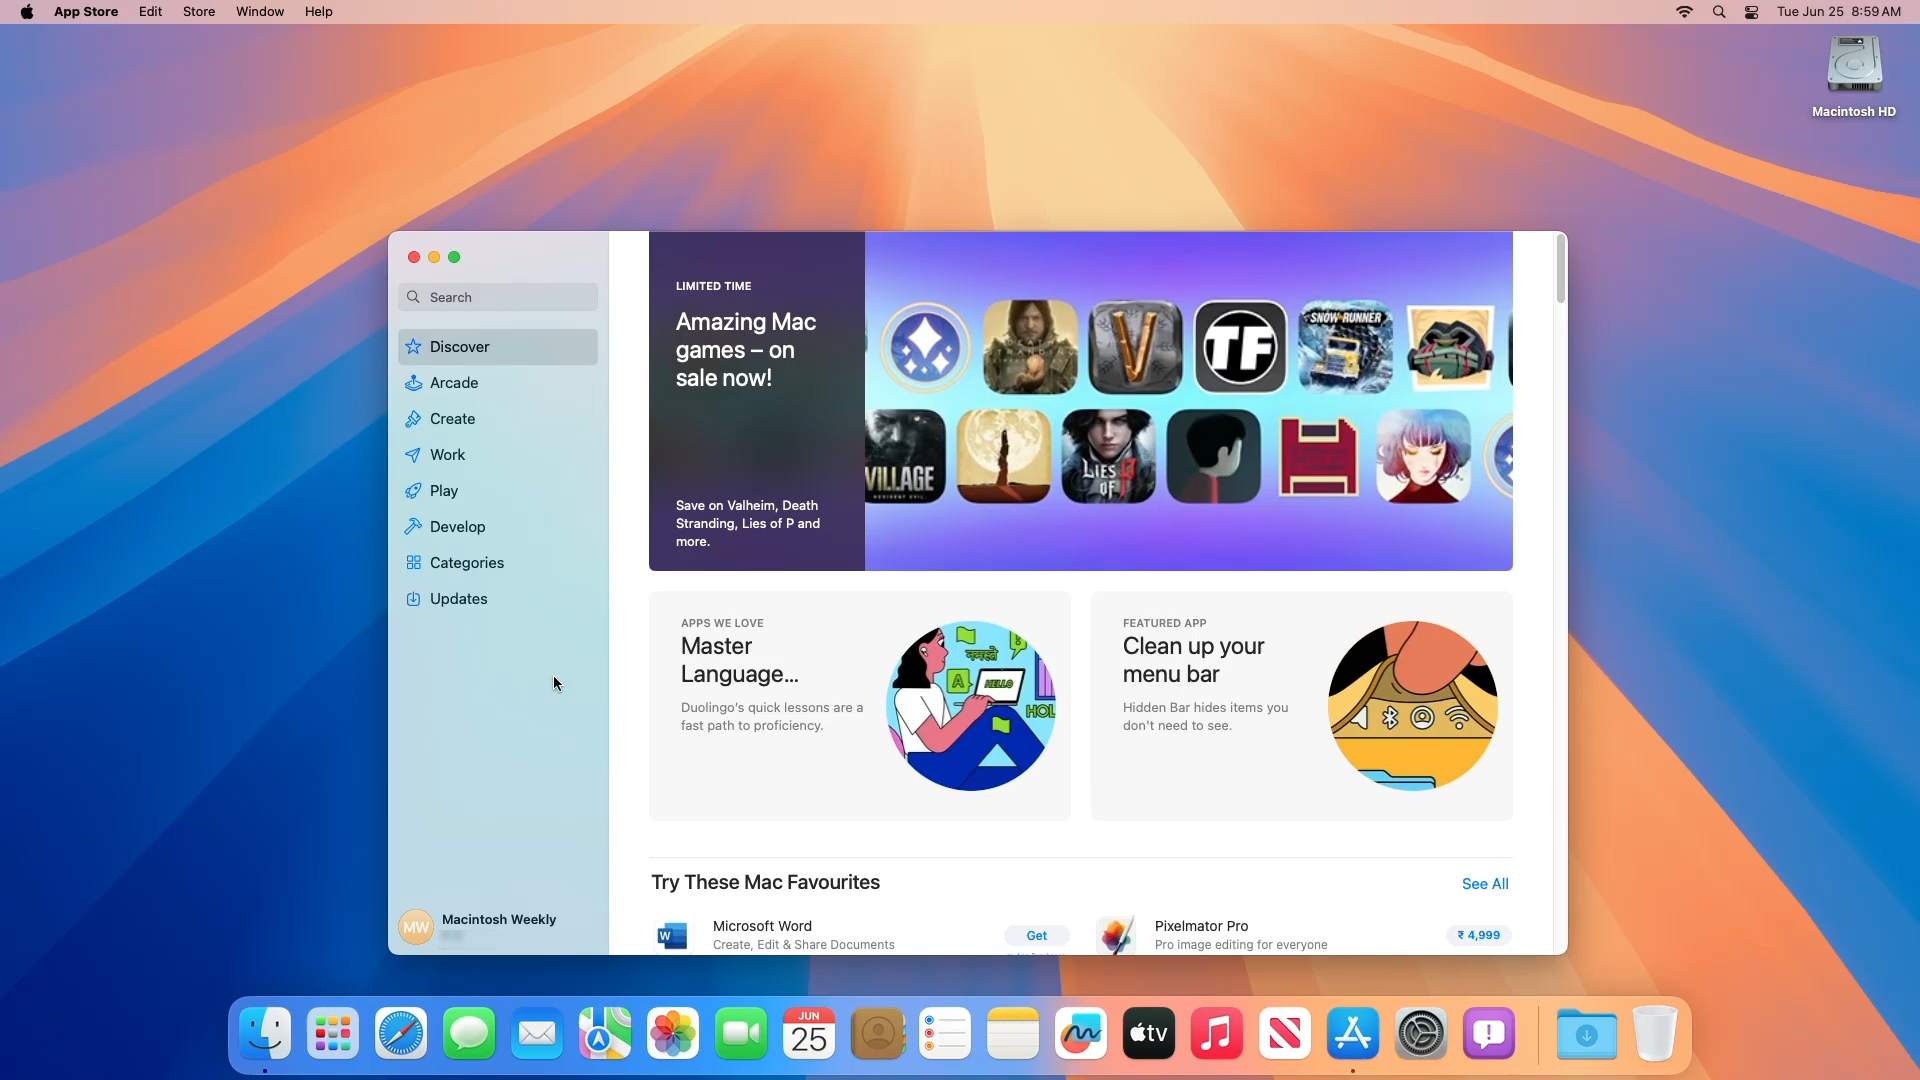 App Store Edit Store Window Help
Tue Jun 25 8:59 AM
Macintosh HD
Search
Discover
Arcade
Create
Work
Play
Develop
Categories
Updates
Macintosh Weekly
MW
LIMITED TIME
Amazing Mac
games – on
sale now!
Save on Valheim, Death
Stranding, Lies of P and
more.
TF
SNOW RUNNER
VILLAGE
LIES
OF P
APPS WE LOVE
Master
Language...
Duolingo's quick lessons are a
fast path to proficiency.
नमस्ते
A
HELLO
HOL
FEATURED APP
Clean up your
menu bar
Hidden Bar hides items you
don't need to see.
Try These Mac Favourites
See All
W
Microsoft Word
Create, Edit & Share Documents
Get
Pixelmator Pro
Pro image editing for everyone
₹ 4,999
JUN
25
tv